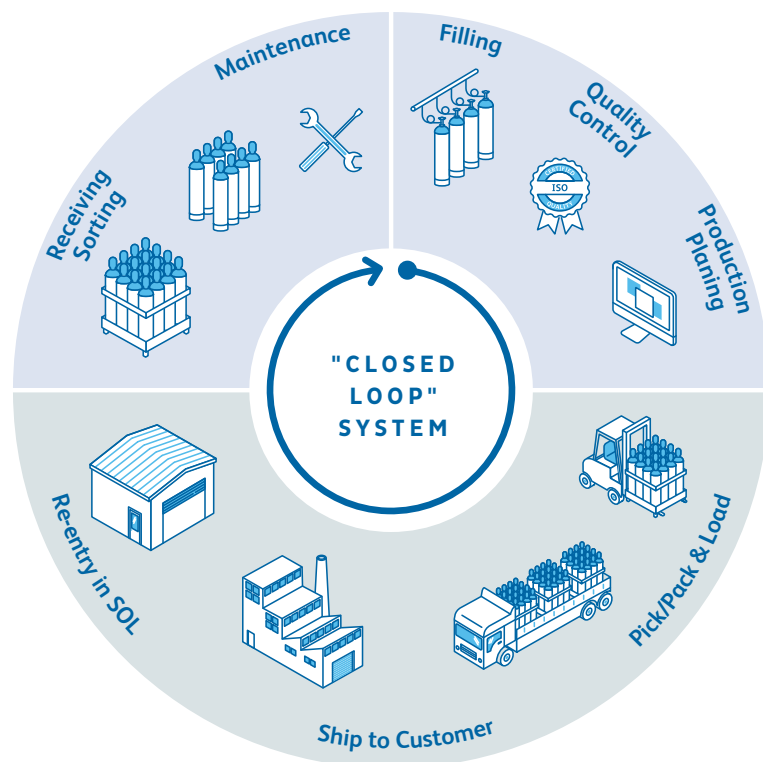 Maintenance
Filling
Quality
Control
Production
Planing
Receiving
Sorting
ISO
"CLOSED
LOOP"
SYSTEM
Re-entry in SOL
Pick/Pack & Load
Ship to Customer